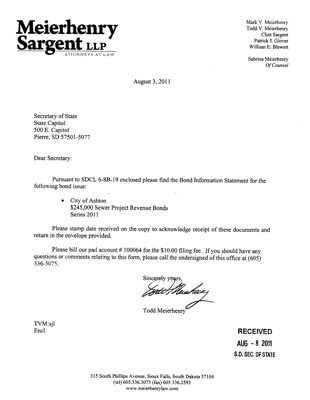 Meierhenry
Sargent LLP
ATTORNEYS AT LAW
Mark V. Meierhenry
Todd V. Meierhenry
Clint Sargent
Patrick J. Glover
William E. Blewett
Sabrina Meierhenry
Of Counsel
August 3, 2011
Secretary of State
State Capitol
500 E. Capitol
Pierre, SD 57501-5077
Dear Secretary:
Pursuant to SDCL 6-8B-19 enclosed please find the Bond Information Statement for the
following bond issue:
• City of Ashton
$245,000 Sewer Project Revenue Bonds
Series 2011
Please stamp date received on the copy to acknowledge receipt of these documents and
return in the envelope provided.
Please bill our pad account # 100064 for the $10.00 filing fee. If you should have any
questions or comments relating to this form, please call the undersigned of this office at (605)
336-3075.
Sincerely yours,
Todd Meierhenry
TVM:sjl
Encl.
RECEIVED
AUG - 8 2011
S.D. SEC. OF STATE
315 South Phillips Avenue, Sioux Falls, South Dakota 57104
(tel) 605.336.3075 (fax) 605.336.2593
www.meierhenrylaw.com